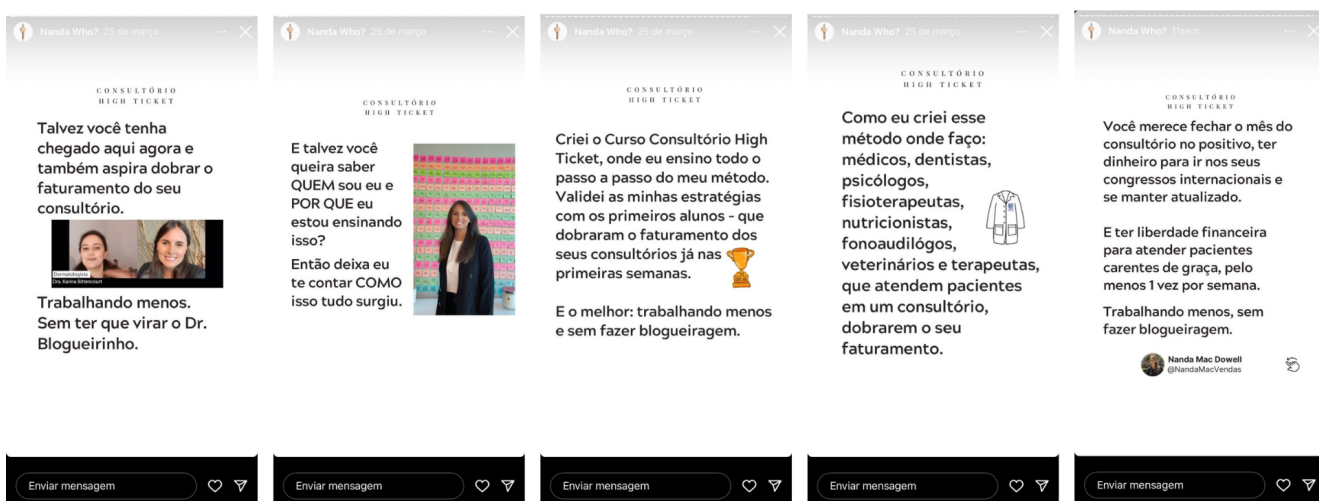 Nanda Who? 25 de março
CONSULTÓRIO
HIGH TICKET
Talvez você tenha
chegado aqui agora e
também aspira dobrar o
faturamento do seu
consultório.
Dermatologista
Dra. Karina Bittencourt
Trabalhando menos.
Sem ter que virar o Dr.
Blogueirinho.
Enviar mensagem
Nanda Who? 25 de março
CONSULTÓRIO
HIGH TICKET
E talvez você
queira saber
QUEM sou eu e
POR QUE eu
estou ensinando
isso?
Então deixa eu
te contar COMO
isso tudo surgiu.
Enviar mensagem
Nanda Who? 25 de março
CONSULTÓRIO
HIGH TICKET
Criei o Curso Consultório High
Ticket, onde eu ensino todo o
passo a passo do meu método.
Validei as minhas estratégias
com os primeiros alunos - que
dobraram o faturamento dos
seus consultórios já nas
primeiras semanas.
E o melhor: trabalhando menos
e sem fazer blogueiragem.
Enviar mensagem
Nanda Who? 25 de março
CONSULTÓRIO
HIGH TICKET
Como eu criei esse
método onde faço:
médicos, dentistas,
psicólogos,
fisioterapeutas,
nutricionistas,
fonoaudilógos,
veterinários e terapeutas,
que atendem pacientes
em um consultório,
dobrarem o seu
faturamento.
Enviar mensagem
Nanda Who? 11sem
CONSULTÓRIO
HIGH TICKET
Você merece fechar o mês do
consultório no positivo, ter
dinheiro para ir nos seus
congressos internacionais e
se manter atualizado.
E ter liberdade financeira
para atender pacientes
carentes de graça, pelo
menos 1 vez por semana.
Trabalhando menos, sem
fazer blogueiragem.
Nanda Mac Dowell
@NandaMacVendas
Enviar mensagem